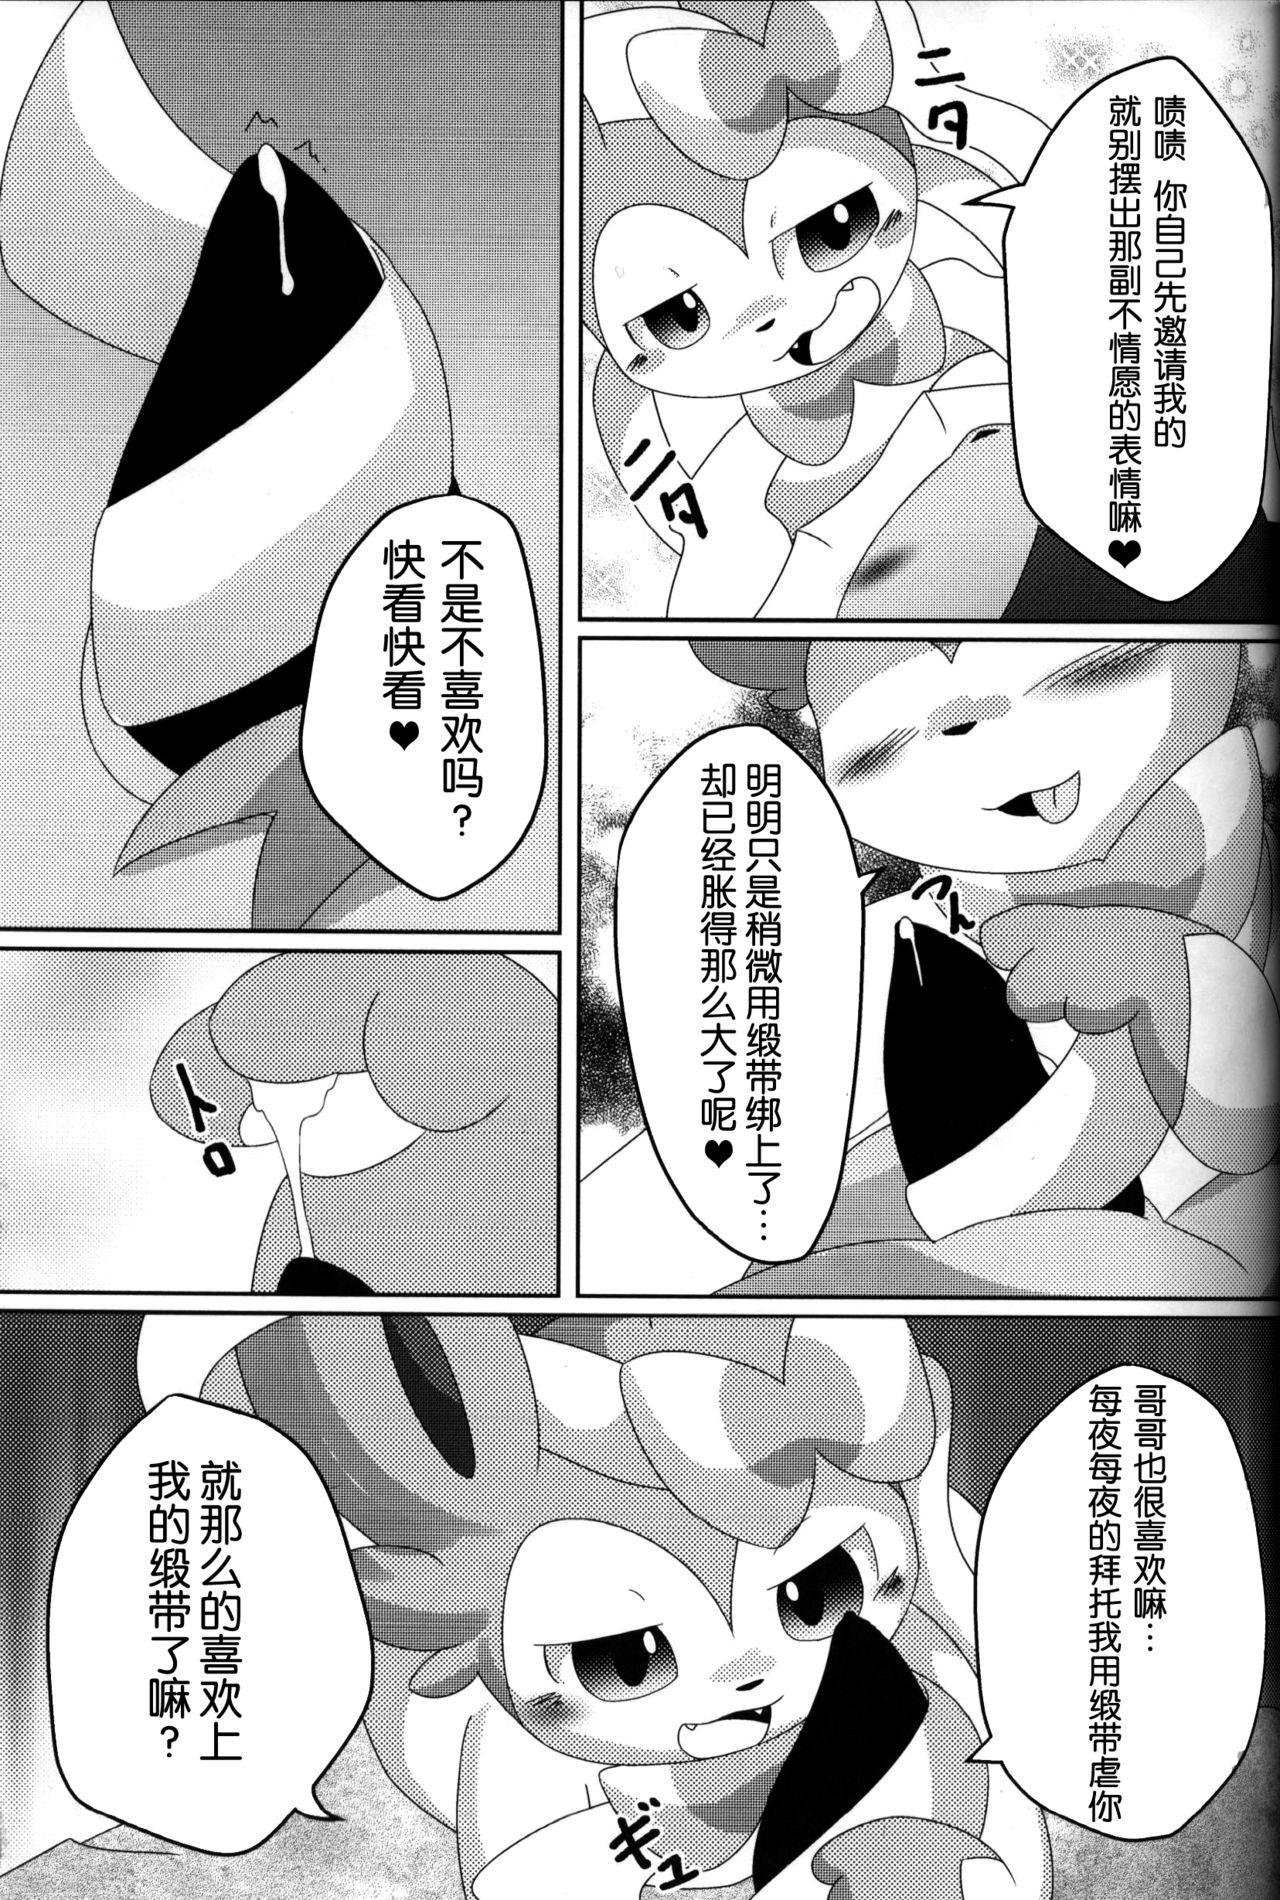 啧啧 你自己先邀请我的
就别摆出那副不情愿的表情嘛♥
ニタ
ニタ
明明只是稍微用缎带绑上了…
却已经胀得那么大了呢♥
つん
不是不喜欢吗？
快看快看♥
トロ
哥哥也很喜欢嘛…
每夜每夜的拜托我用缎带虐你
就那么的喜欢上
我的缎带了嘛？
ギュ